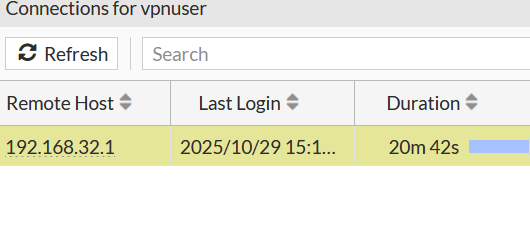 Connections for vpnuser
Refresh
Search
Remote Host Last Login Duration
192.168.32.1 2025/10/29 15:1... 20m 42s